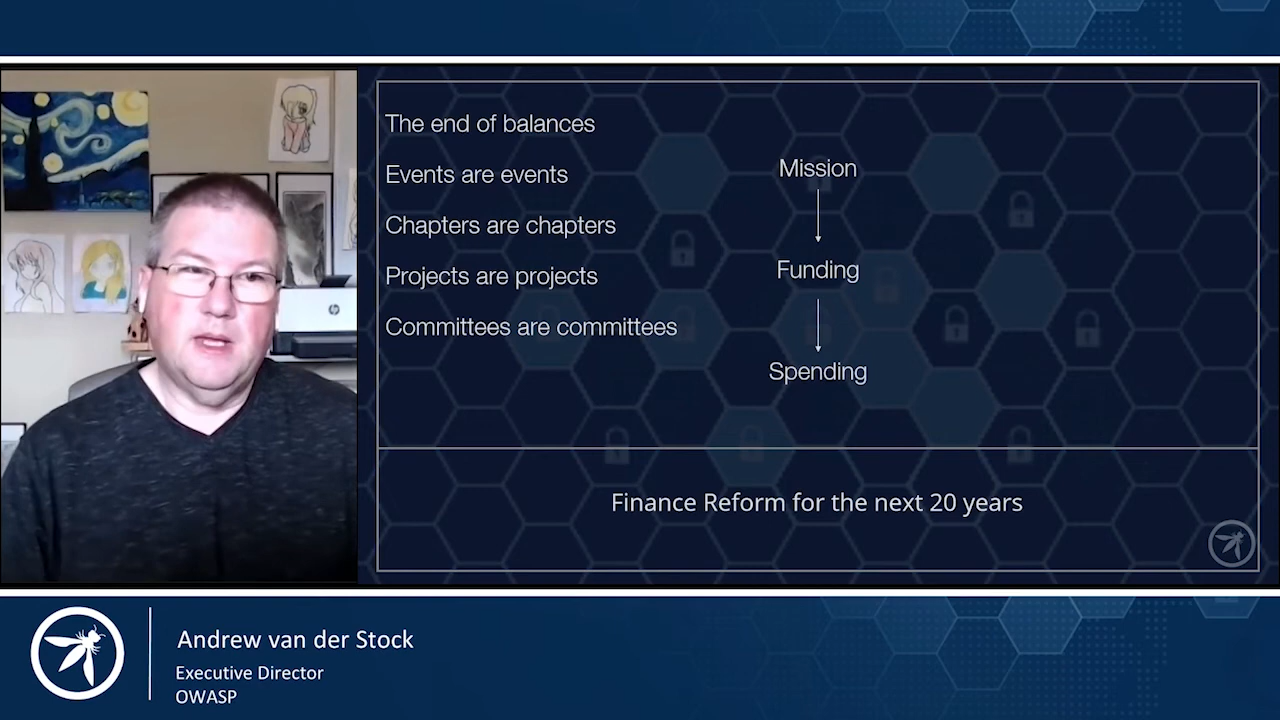 The end of balances
Events are events
Chapters are chapters
Projects are projects
Committees are committees
Mission
Funding
Spending
Finance Reform for the next 20 years
hp
Andrew van der Stock
Executive Director
OWASP